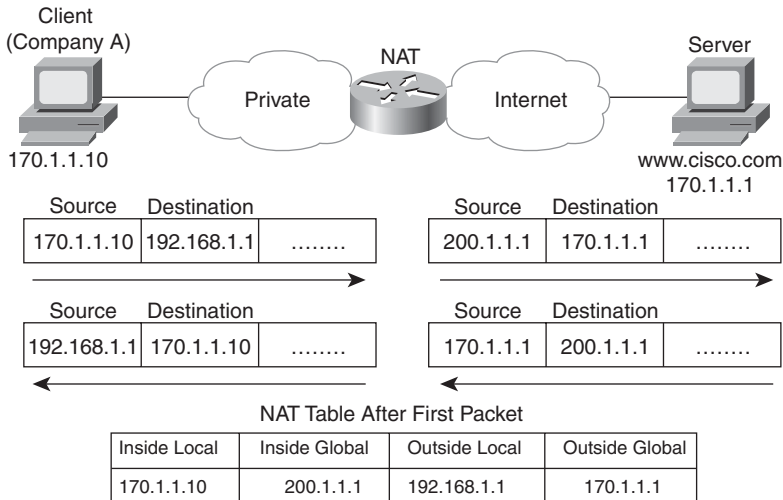 Client
(Company A)
NAT
Server
Private
Internet
170.1.1.10
www.cisco.com
170.1.1.1
Source Destination
Source Destination
170.1.1.10 192.168.1.1 ........
200.1.1.1 170.1.1.1 ........
Source Destination
Source Destination
192.168.1.1 170.1.1.10 ........
170.1.1.1 200.1.1.1 ........
NAT Table After First Packet
Inside Local Inside Global Outside Local Outside Global
170.1.1.10 200.1.1.1 192.168.1.1 170.1.1.1